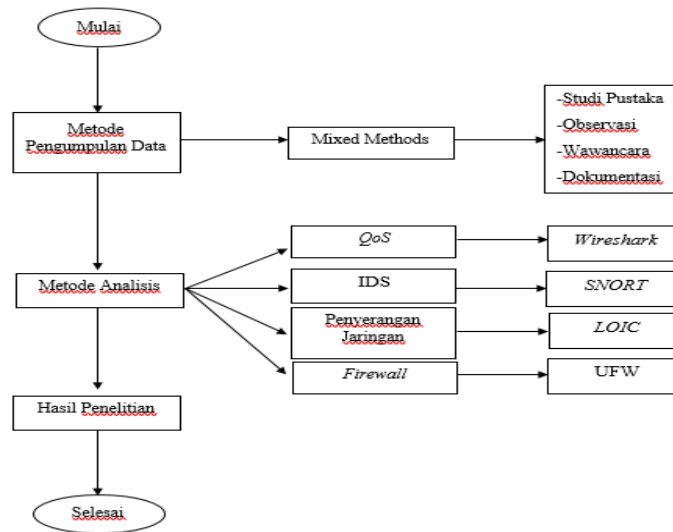 Mulai
Metode
Pengumpulan Data
Mixed Methods
-Studi Pustaka
-Observasi
-Wawancara
-Dokumentasi
Metode Analisis
QoS
Wireshark
IDS
SNORT
Penyerangan
Jaringan
LOIC
Firewall
UFW
Hasil Penelitian
Selesai